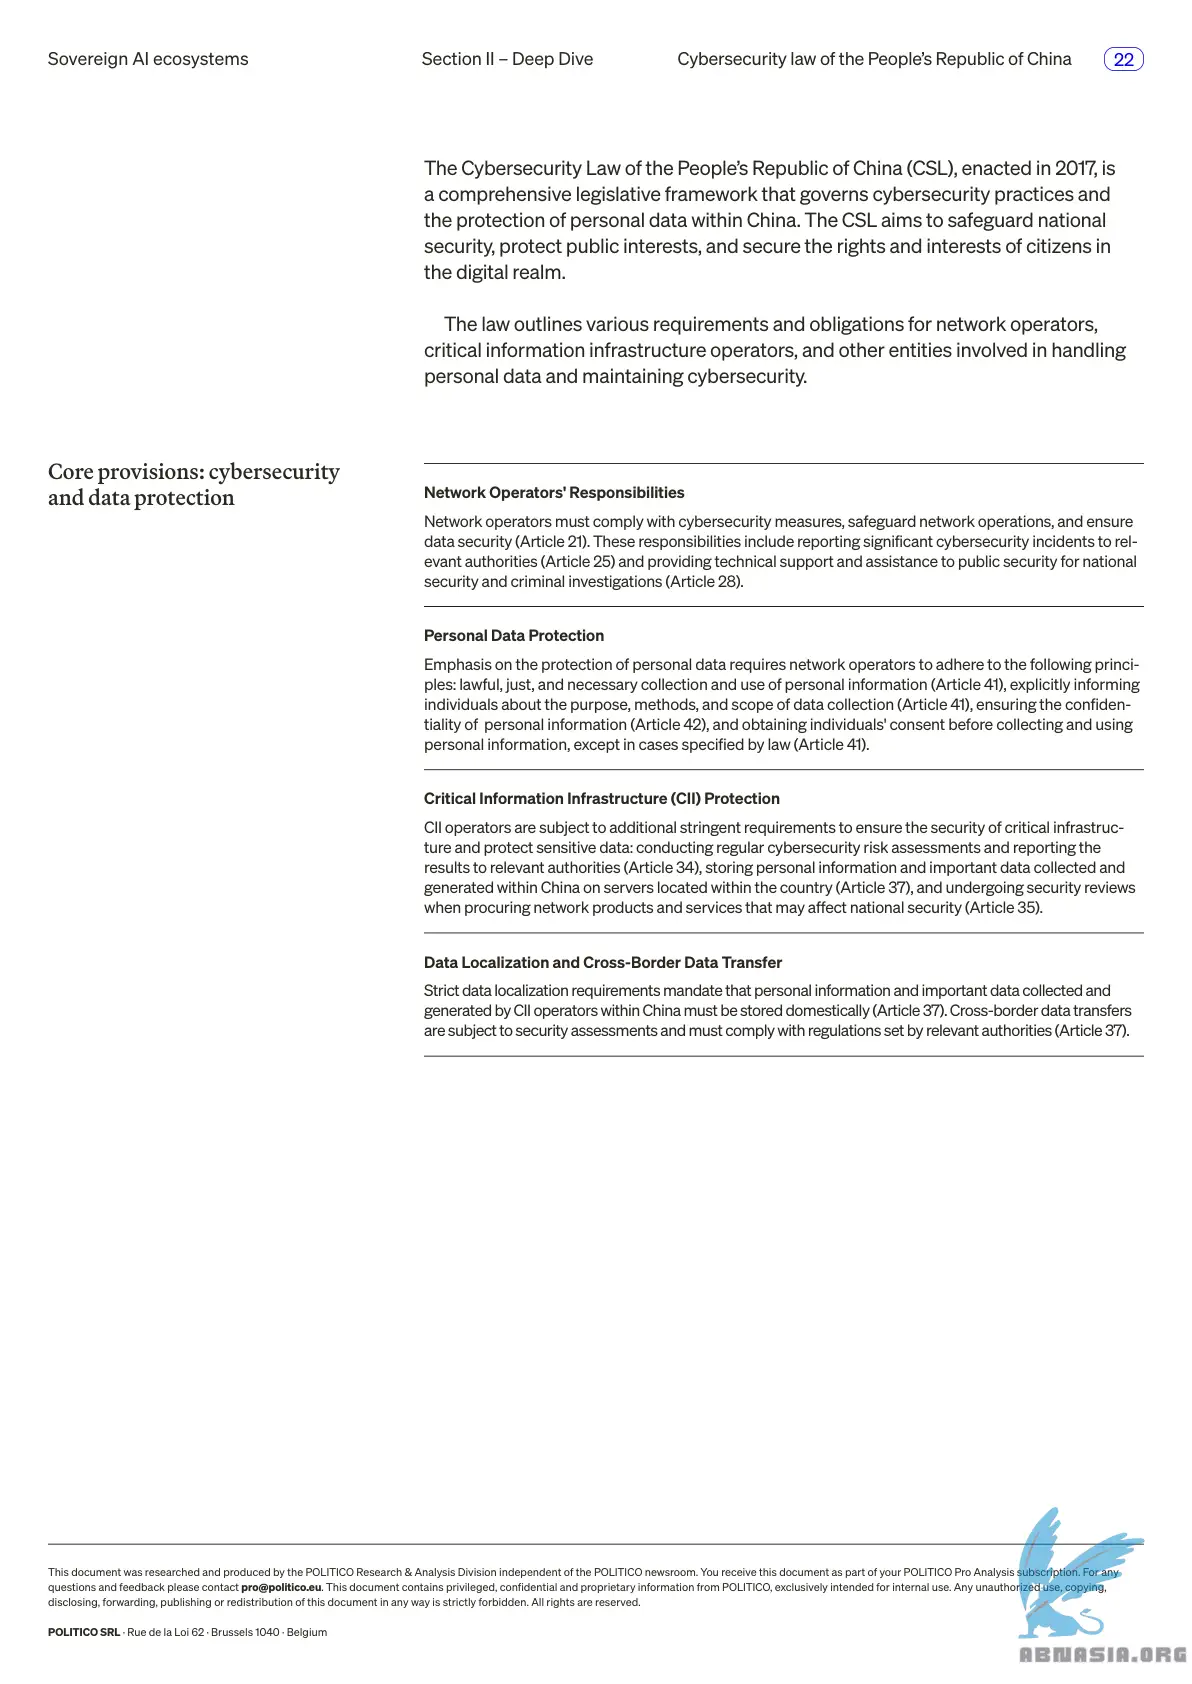 Sovereign AI ecosystems
Section II – Deep Dive
Cybersecurity law of the People’s Republic of China
22
The Cybersecurity Law of the People’s Republic of China (CSL), enacted in 2017, is
a comprehensive legislative framework that governs cybersecurity practices and
the protection of personal data within China. The CSL aims to safeguard national
security, protect public interests, and secure the rights and interests of citizens in
the digital realm.
The law outlines various requirements and obligations for network operators,
critical information infrastructure operators, and other entities involved in handling
personal data and maintaining cybersecurity.
Core provisions: cybersecurity
and data protection
Network Operators' Responsibilities
Network operators must comply with cybersecurity measures, safeguard network operations, and ensure
data security (Article 21). These responsibilities include reporting significant cybersecurity incidents to rel-
evant authorities (Article 25) and providing technical support and assistance to public security for national
security and criminal investigations (Article 28).
Personal Data Protection
Emphasis on the protection of personal data requires network operators to adhere to the following princi-
ples: lawful, just, and necessary collection and use of personal information (Article 41), explicitly informing
individuals about the purpose, methods, and scope of data collection (Article 41), ensuring the confiden-
tiality of personal information (Article 42), and obtaining individuals' consent before collecting and using
personal information, except in cases specified by law (Article 41).
Critical Information Infrastructure (CII) Protection
CII operators are subject to additional stringent requirements to ensure the security of critical infrastruc-
ture and protect sensitive data: conducting regular cybersecurity risk assessments and reporting the
results to relevant authorities (Article 34), storing personal information and important data collected and
generated within China on servers located within the country (Article 37), and undergoing security reviews
when procuring network products and services that may affect national security (Article 35).
Data Localization and Cross-Border Data Transfer
Strict data localization requirements mandate that personal information and important data collected and
generated by CII operators within China must be stored domestically (Article 37). Cross-border data transfers
are subject to security assessments and must comply with regulations set by relevant authorities (Article 37).
This document was researched and produced by the POLITICO Research & Analysis Division independent of the POLITICO newsroom. You receive this document as part of your POLITICO Pro Analysis subscription. For any
questions and feedback please contact pro@politico.eu. This document contains privileged, confidential and proprietary information from POLITICO, exclusively intended for internal use. Any unauthorized use, copying,
disclosing, forwarding, publishing or redistribution of this document in any way is strictly forbidden. All rights are reserved.
POLITICO SRL · Rue de la Loi 62 · Brussels 1040 · Belgium
ABNASIA.ORG